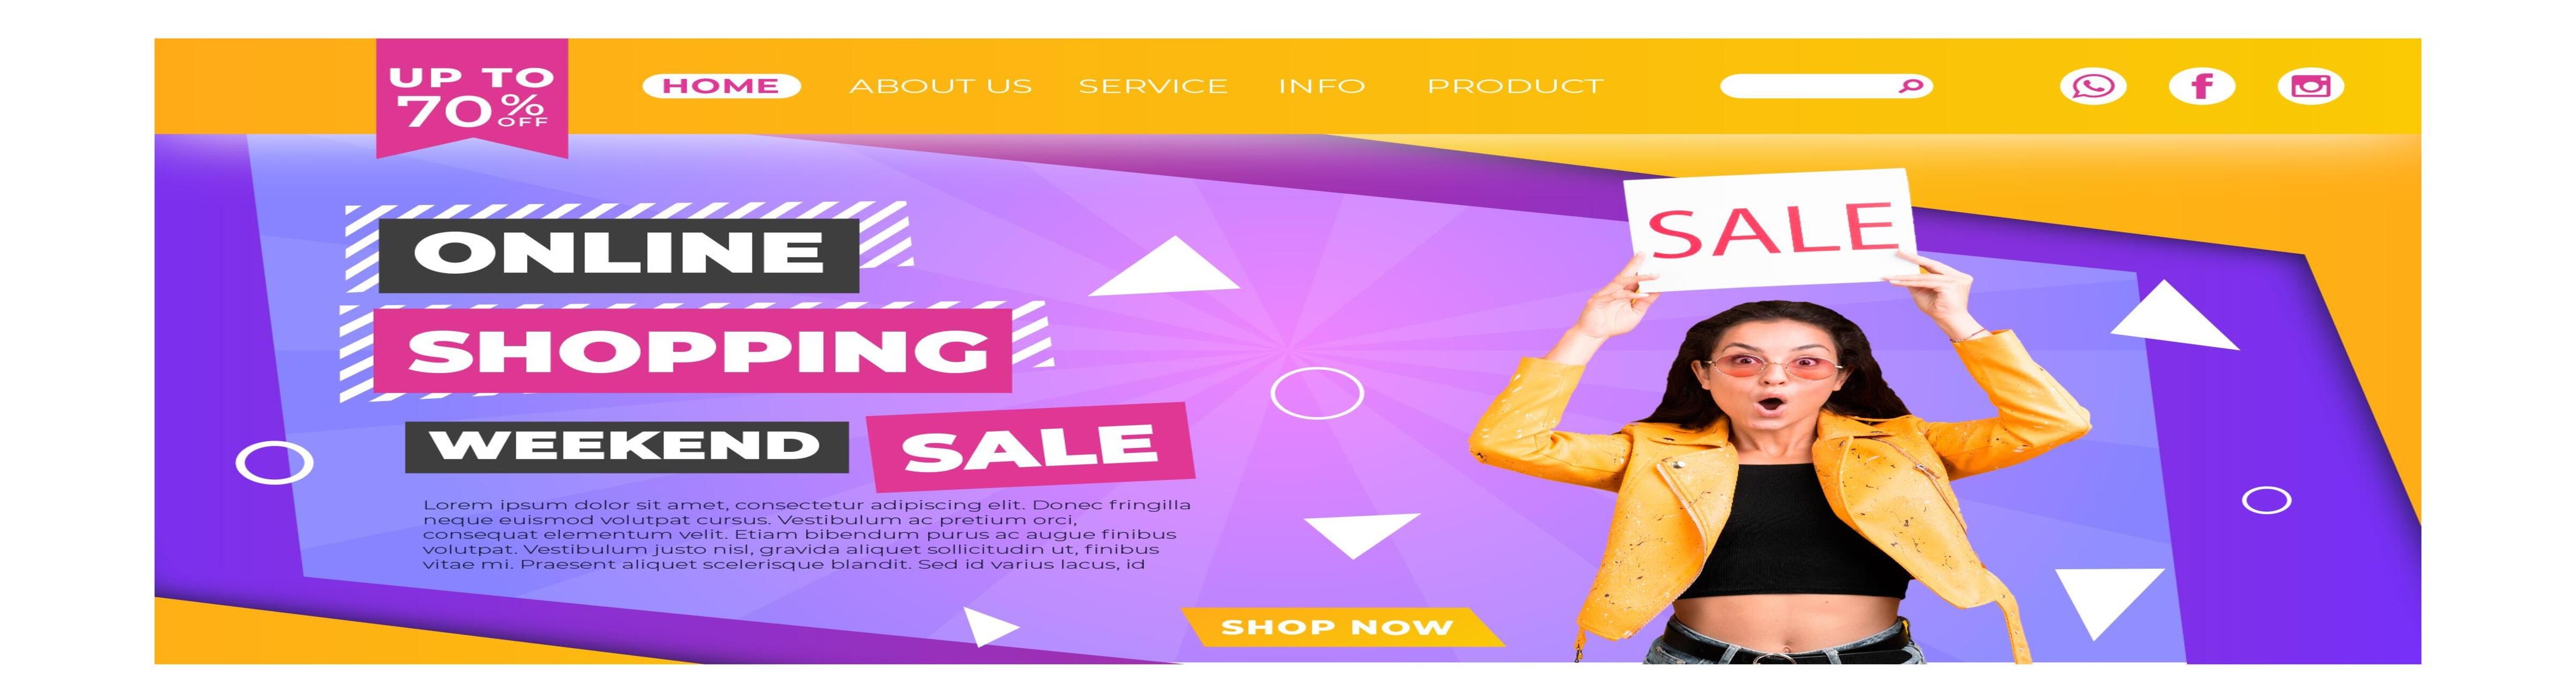 UP TO
70% OFF
HOME ABOUT US SERVICE INFO PRODUCT
SALE
ONLINE
SHOPPING
WEEKEND SALE
Lorem ipsum dolor sit amet, consectetur adipiscing elit. Donec fringilla
neque euismod volutpat cursus. Vestibulum ac pretium orci,
consequat elementum velit. Etiam bibendum purus ac augue finibus
volutpat. Vestibulum justo nisl, gravida aliquet sollicitudin ut, finibus
vitae mi. Praesent aliquet scelerisque blandit. Sed id varius lacus, id
SHOP NOW